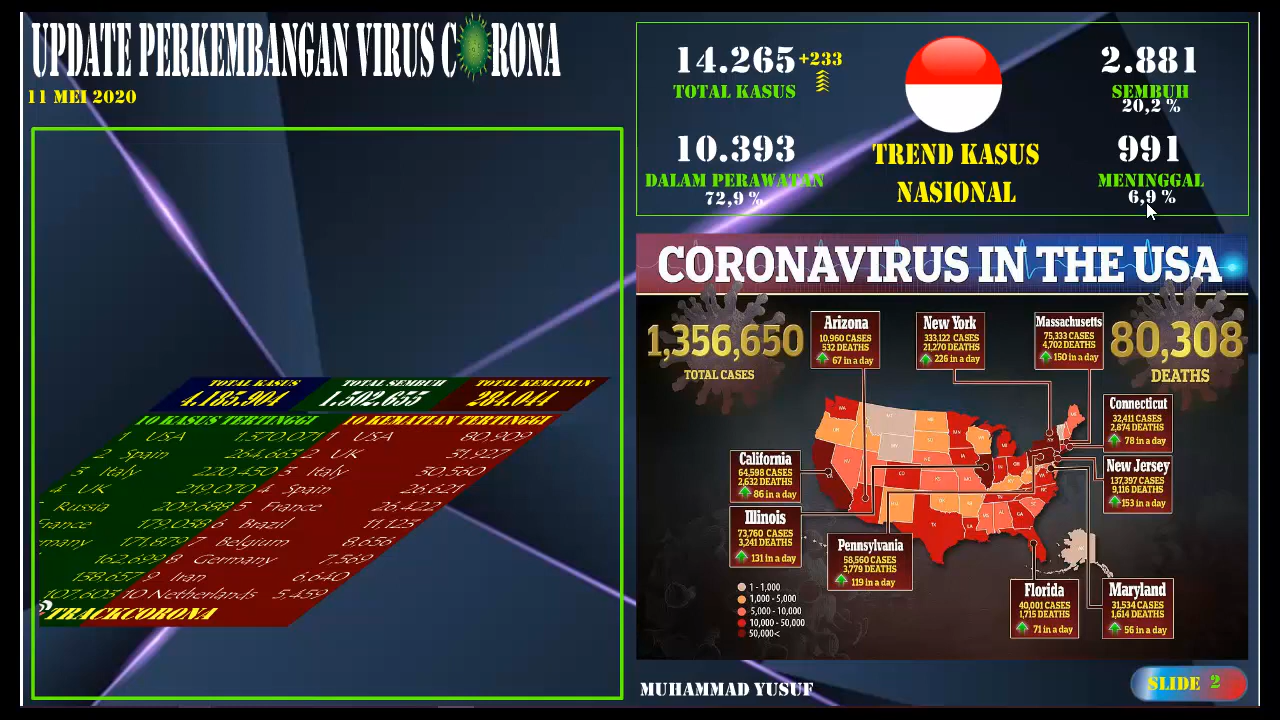 UPDATE PERKEMBANGAN VIRUS CORONA
11 MEI 2020
14.265 +233
TOTAL KASUS
10.393
DALAM PERAWATAN
72,9 %
TREND KASUS
NASIONAL
2.881
SEMBUH
20,2 %
991
MENINGGAL
6,9 %
TOTAL KASUS TOTAL SEMBUH TOTAL KEMATIAN
4.185.904 1.502.655 284.044
10 KASUS TERTINGGI 10 KEMATIAN TERTINGGI
1 USA 1.370.071 1 USA 80.909
2 Spain 264.663 2 UK 31.927
3 Italy 3 Italy 30.560
4 UK 219.070 4 Spain 26.621
Russia 209.688 5 France
179.058 6 Brazil 11.123
7 Belgium 8.656
162.699 8 Germany 7.569
138.657 9 Iran 6.640
107.603 10 Netherlands 5.459
TRACKCORONA
CORONAVIRUS IN THE USA
1,356,650
TOTAL CASES
80,308
DEATHS
Arizona
10,960 CASES
532 DEATHS
67 in a day
New York
333,122 CASES
21,270 DEATHS
226 in a day
Massachusetts
75,333 CASES
4,702 DEATHS
150 in a day
Connecticut
32,411 CASES
2,874 DEATHS
78 in a day
New Jersey
137,397 CASES
9,116 DEATHS
153 in a day
California
64,598 CASES
2,632 DEATHS
86 in a day
Illinois
73,760 CASES
3,241 DEATHS
131 in a day
Pennsylvania
58,560 CASES
3,779 DEATHS
119 in a day
Florida
40,001 CASES
1,715 DEATHS
71 in a day
Maryland
31,534 CASES
1,614 DEATHS
56 in a day
1 - 1,000
1,000 - 5,000
5,000 - 10,000
10,000 - 50,000
50,000<
MUHAMMAD YUSUF
SLIDE 2